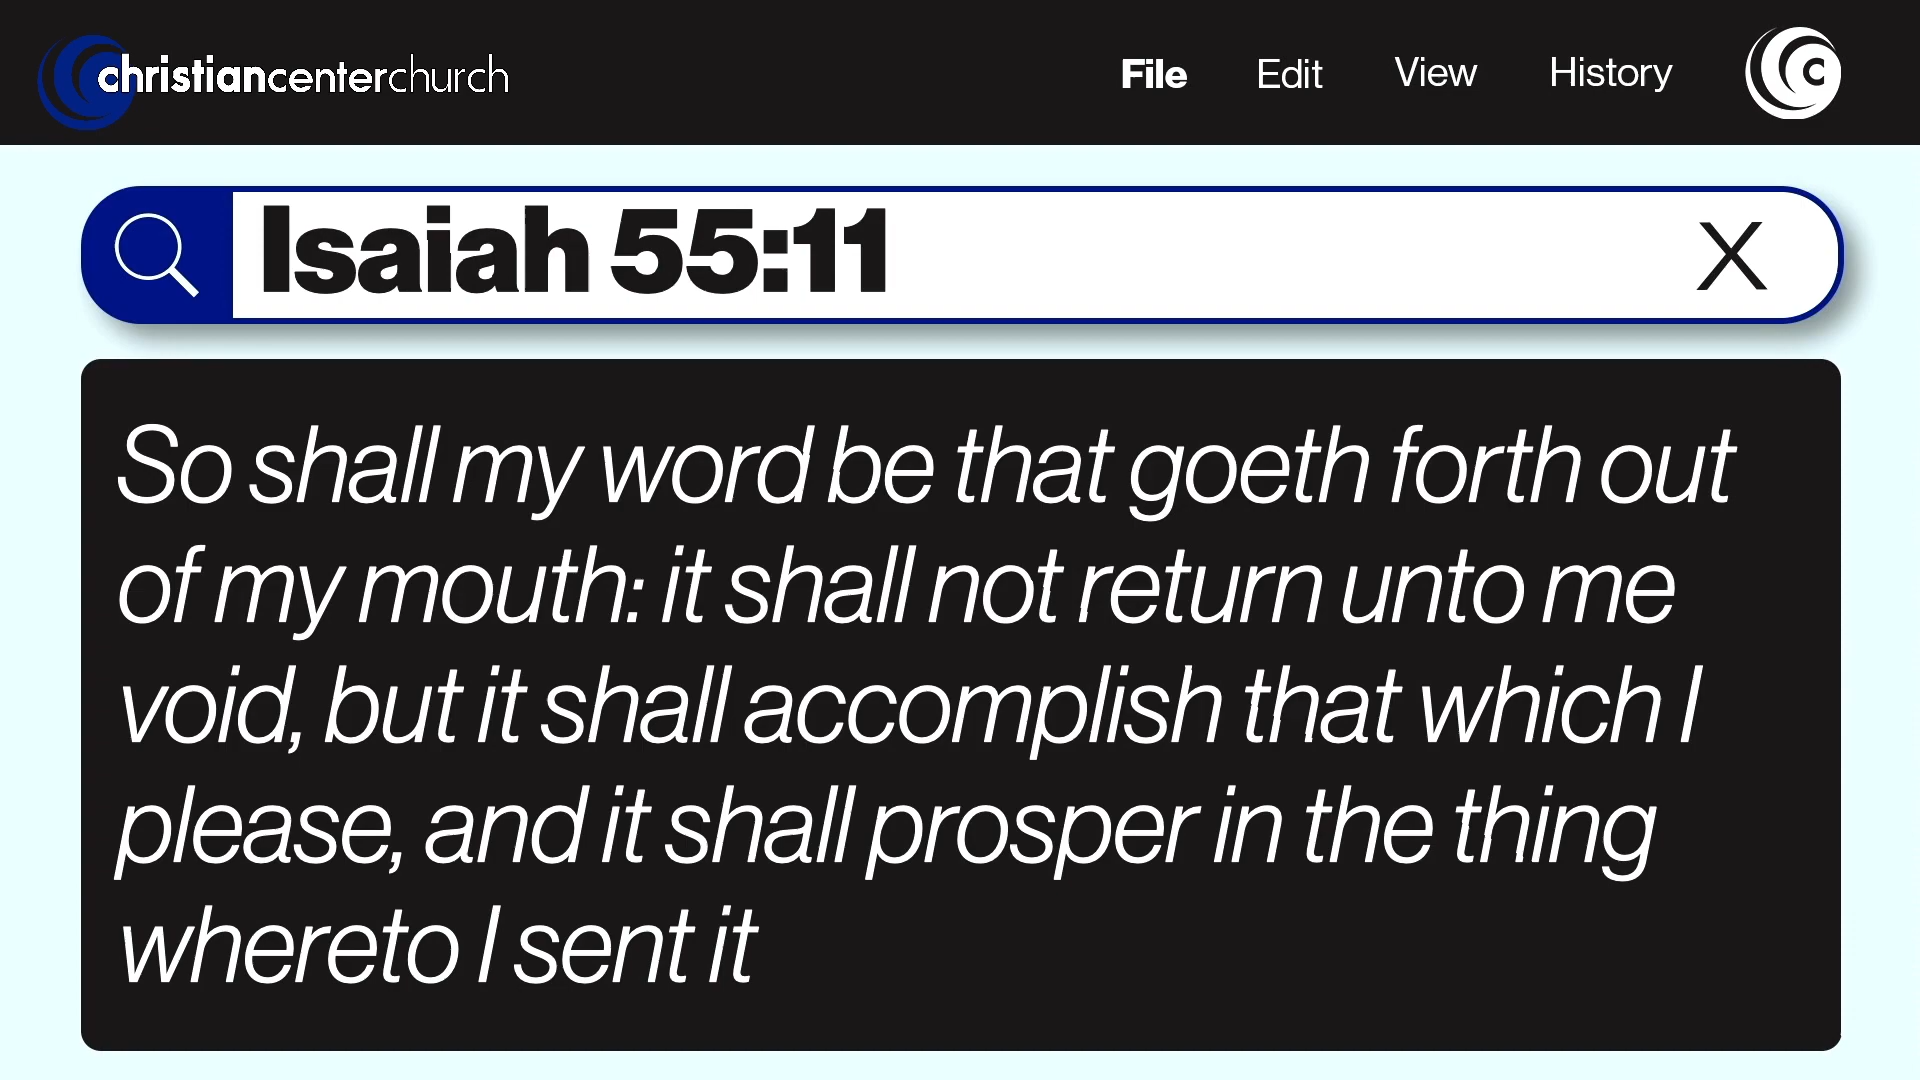 christiancenterchurch
File Edit View History
c
Isaiah 55:11
X
So shall my word be that goeth forth out
of my mouth: it shall not return unto me
void, but it shall accomplish that which I
please, and it shall prosper in the thing
whereto I sent it